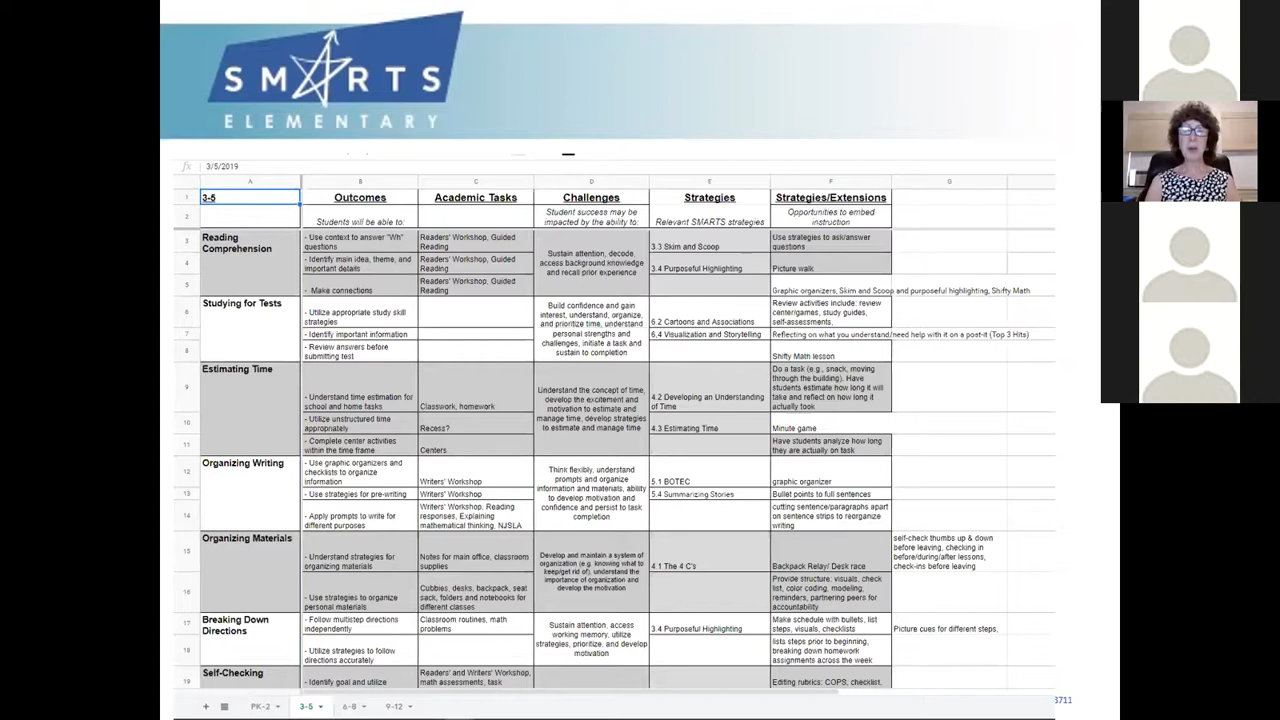 SMARTS
ELEMENTARY
fx 3/5/2019
A B C D E F G
1 3-5 Outcomes Academic Tasks Challenges Strategies Strategies/Extensions
2 Students will be able to: Student success may be impacted by the ability to: Relevant SMARTS strategies Opportunities to embed instruction
Reading Comprehension
3 - Use context to answer "Wh" questions Readers' Workshop, Guided Reading 3.3 Skim and Scoop Use strategies to ask/answer questions
Sustain attention, decode, access background knowledge and recall prior experience
4 - Identify main idea, theme, and important details Readers' Workshop, Guided Reading 3.4 Purposeful Highlighting Picture walk
5 - Make connections Readers' Workshop, Guided Reading Graphic organizers, Skim and Scoop and purposeful highlighting, Shifty Math
Studying for Tests
6 - Utilize appropriate study skill strategies 6.2 Cartoons and Associations Review activities include: review center/games, study guides, self-assessments,
Build confidence and gain interest, understand, organize, and prioritize time, understand personal strengths and challenges, initiate a task and sustain to completion
7 - Identify important information 6.4 Visualization and Storytelling Reflecting on what you understand/need help with it on a post-it (Top 3 Hits)
8 - Review answers before submitting test Shifty Math lesson
Estimating Time
9 - Understand time estimation for school and home tasks Classwork, homework 4.2 Developing an Understanding of Time Do a task (e.g., snack, moving through the building). Have students estimate how long it will take and reflect on how long it actually took
Understand the concept of time, develop the excitement and motivation to estimate and manage time, develop strategies to estimate and manage time
10 - Utilize unstructured time appropriately Recess? 4.3 Estimating Time Minute game
11 - Complete center activities within the time frame Centers Have students analyze how long they are actually on task
Organizing Writing
12 - Use graphic organizers and checklists to organize information Writers' Workshop 5.1 BOTEC graphic organizer
Think flexibly, understand prompts and organize information and materials, ability to develop motivation and confidence and persist to task completion
13 - Use strategies for pre-writing Writers' Workshop 5.4 Summarizing Stories Bullet points to full sentences
14 - Apply prompts to write for different purposes Writers' Workshop, Reading responses, Explaining mathematical thinking, NJSLA cutting sentence/paragraphs apart on sentence strips to reorganize writing
Organizing Materials
15 - Understand strategies for organizing materials Notes for main office, classroom supplies 4.1 The 4 C's Backpack Relay/ Desk race self-check thumbs up & down before leaving, checking in before/during/after lessons, check-ins before leaving
Develop and maintain a system of organization (e.g. knowing what to keep/get rid of), understand the importance of organization and develop the motivation
16 - Use strategies to organize personal materials Cubbies, desks, backpack, seat sack, folders and notebooks for different classes Provide structure: visuals, check list, color coding, modeling, reminders, partnering peers for accountability
Breaking Down Directions
17 - Follow multistep directions independently Classroom routines, math problems 3.4 Purposeful Highlighting Make schedule with bullets, list steps, visuals, checklists Picture cues for different steps,
Sustain attention, access working memory, utilize strategies, prioritize, and develop motivation
18 - Utilize strategies to follow directions accurately lists steps prior to beginning, breaking down homework assignments across the week
Self-Checking
19 - Identify goal and utilize Readers' and Writers' Workshop, math assessments, task Editing rubrics: COPS, checklist,
3711
+ PK-2 3-5 6-8 9-12